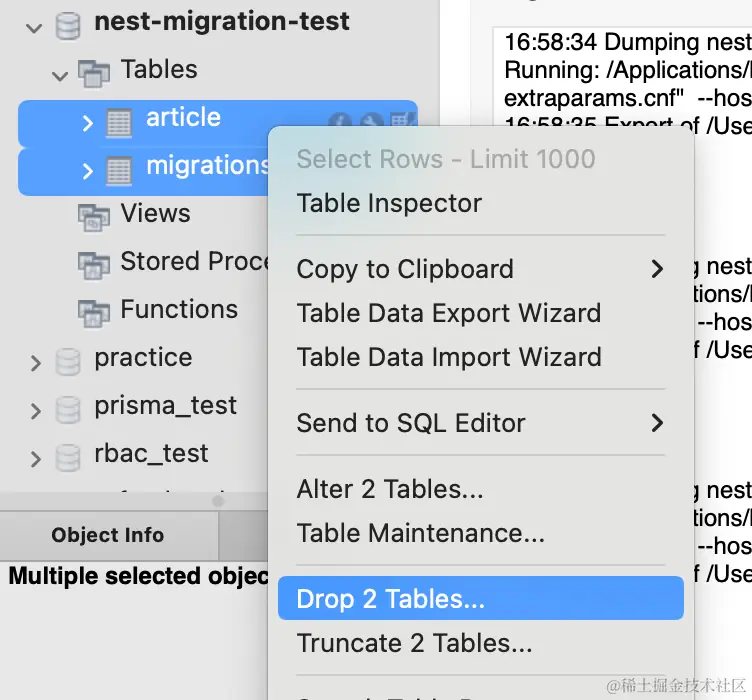 nest-migration-test
Tables
article
migrations
Views
Stored Proce
Functions
practice
prisma_test
rbac_test
Object Info
Multiple selected objec
16:58:34 Dumping nest
Running: /Applications/
extraparams.cnf" --hos
16:58:35 Export of /Use
Select Rows - Limit 1000
Table Inspector
Copy to Clipboard
Table Data Export Wizard
Table Data Import Wizard
Send to SQL Editor
Alter 2 Tables...
Table Maintenance...
Drop 2 Tables...
Truncate 2 Tables...
g nest
tions/
--hos
f /Use
g nest
tions/
--hos
f /Use
@稀土掘金技术社区